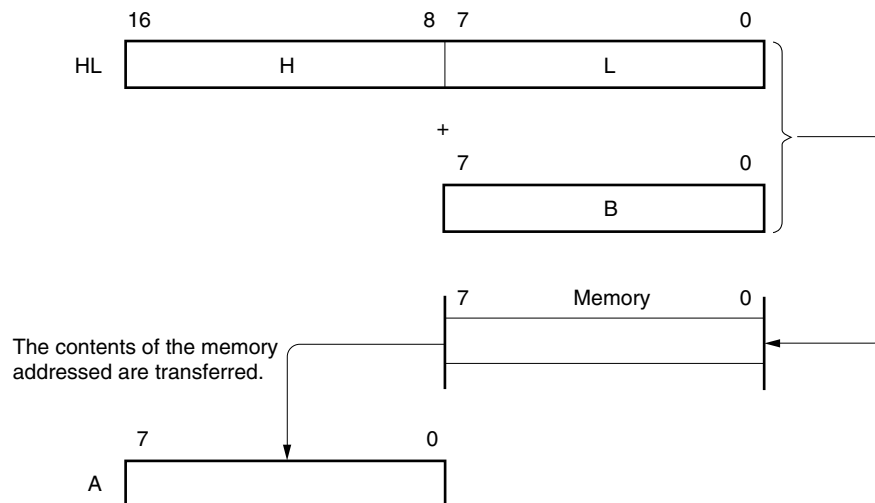 16 8 7 0
HL H L
+
7 0
B
7 Memory 0
The contents of the memory
addressed are transferred.
7 0
A